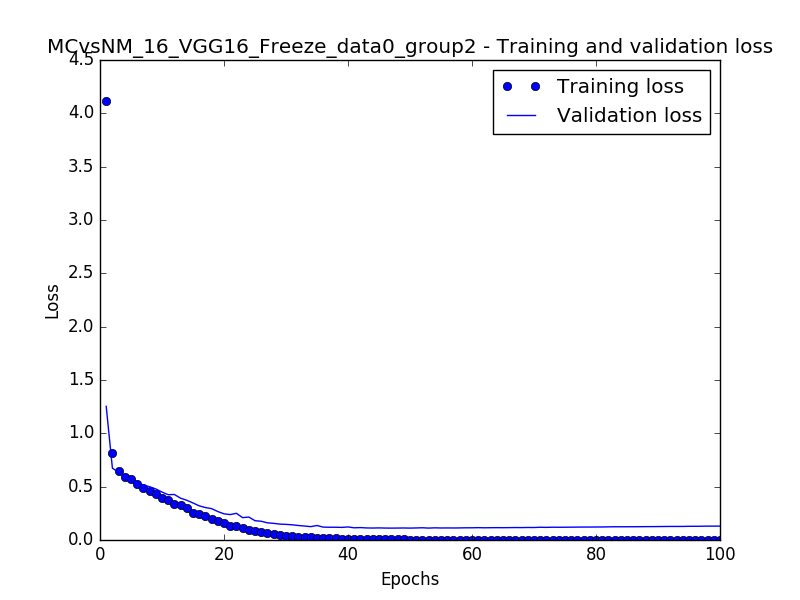 MCvsNM_16_VGG16_Freeze_data0_group2 - Training and validation loss
4.5
4.0
3.5
3.0
2.5
2.0
1.5
1.0
0.5
0.0
Loss
Training loss
Validation loss
0 20 40 60 80 100
Epochs